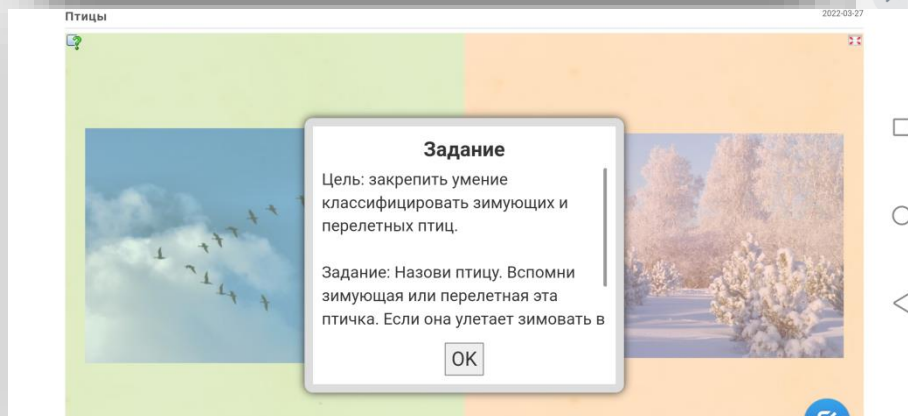 Птицы
2022-03-27
Задание
Цель: закрепить умение
классифицировать зимующих и
перелетных птиц.
Задание: Назови птицу. Вспомни
зимующая или перелетная эта
птичка. Если она улетает зимовать в
OK